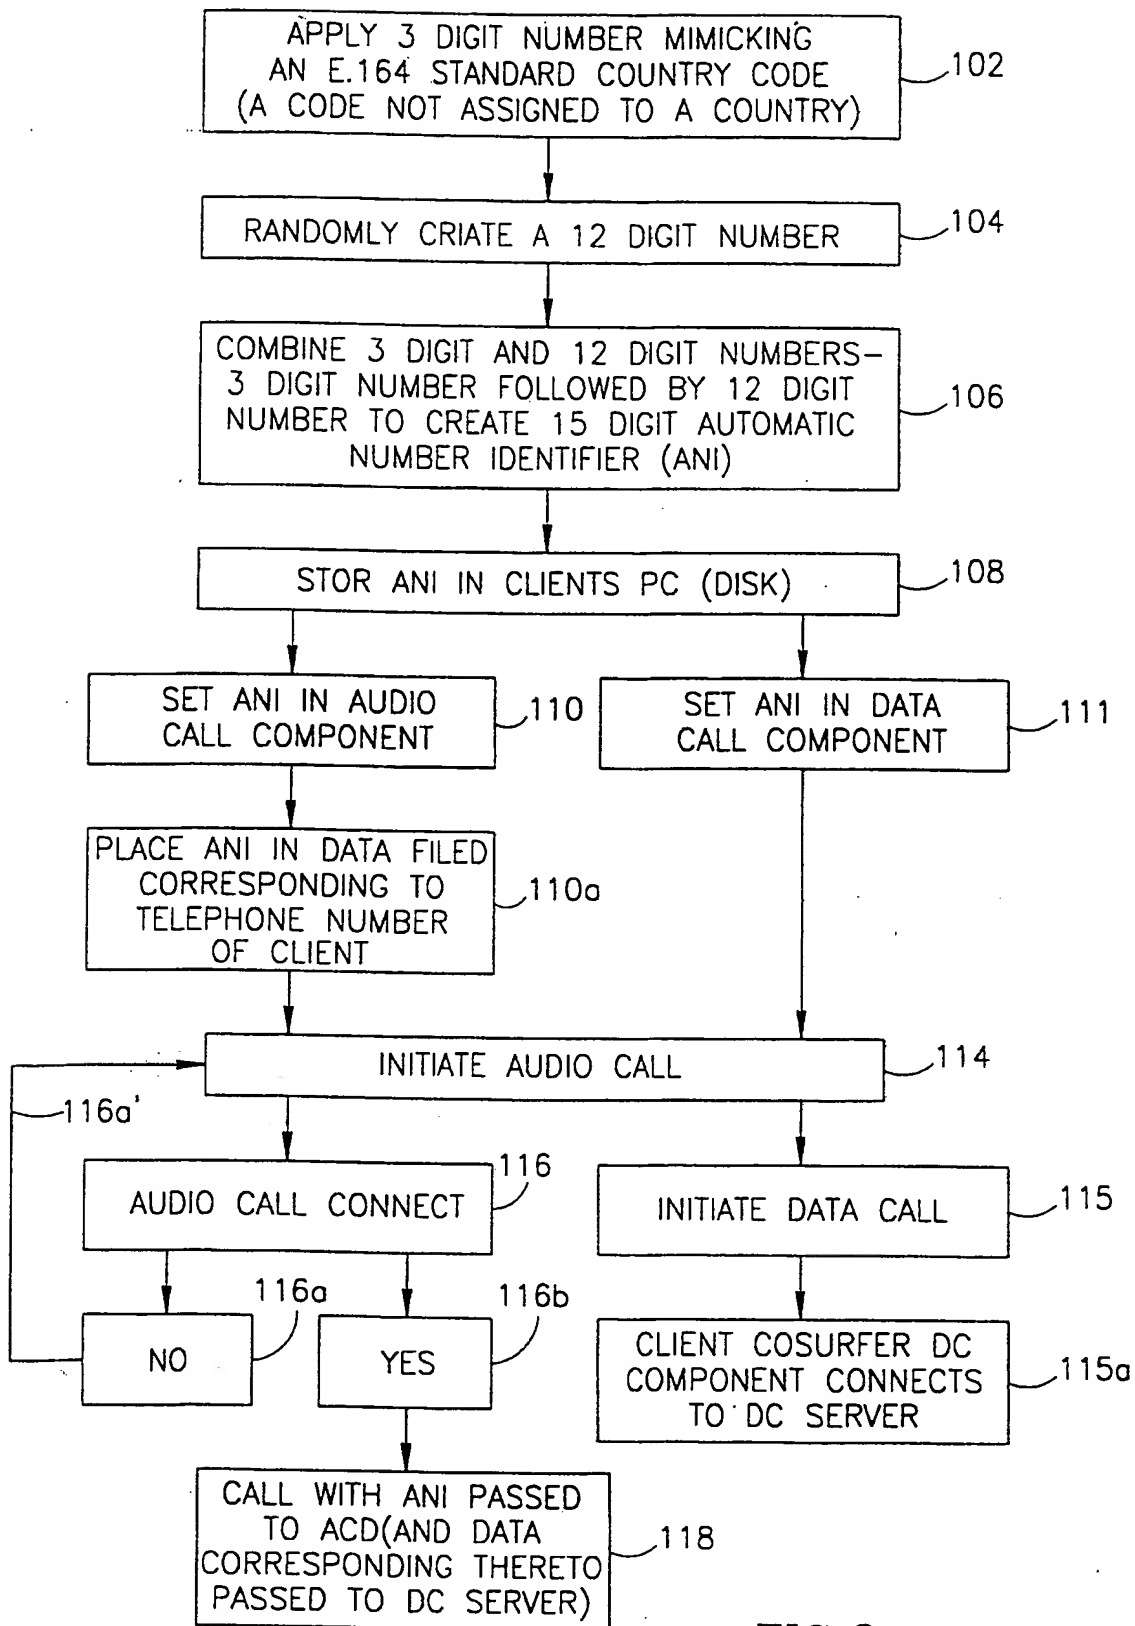 APPLY 3 DIGIT NUMBER MIMICKING
AN E.164 STANDARD COUNTRY CODE
(A CODE NOT ASSIGNED TO A COUNTRY)
102
RANDOMLY CRIATE A 12 DIGIT NUMBER
104
COMBINE 3 DIGIT AND 12 DIGIT NUMBERS-
3 DIGIT NUMBER FOLLOWED BY 12 DIGIT
NUMBER TO CREATE 15 DIGIT AUTOMATIC
NUMBER IDENTIFIER (ANI)
106
STOR ANI IN CLIENTS PC (DISK)
108
SET ANI IN AUDIO
CALL COMPONENT
110
SET ANI IN DATA
CALL COMPONENT
111
PLACE ANI IN DATA FILED
CORRESPONDING TO
TELEPHONE NUMBER
OF CLIENT
110a
INITIATE AUDIO CALL
114
116a'
AUDIO CALL CONNECT
116
INITIATE DATA CALL
115
NO
116a
YES
116b
CLIENT COSURFER DC
COMPONENT CONNECTS
TO DC SERVER
115a
CALL WITH ANI PASSED
TO ACD(AND DATA
CORRESPONDING THERETO
PASSED TO DC SERVER)
118